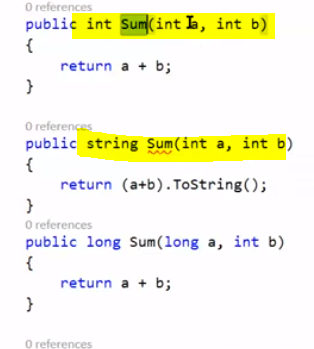 0 references
public int Sum(int a, int b)
{
return a + b;
}
0 references
public string Sum(int a, int b)
{
return (a+b).ToString();
}
0 references
public long Sum(long a, int b)
{
return a + b;
}
0 references